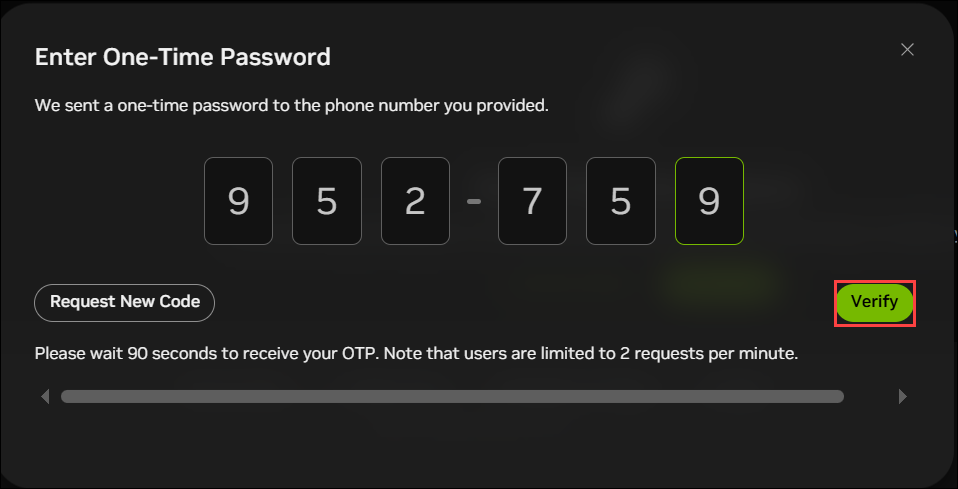 Enter One-Time Password
We sent a one-time password to the phone number you provided.
9 5 2 - 7 5 9
Request New Code
Verify
Please wait 90 seconds to receive your OTP. Note that users are limited to 2 requests per minute.